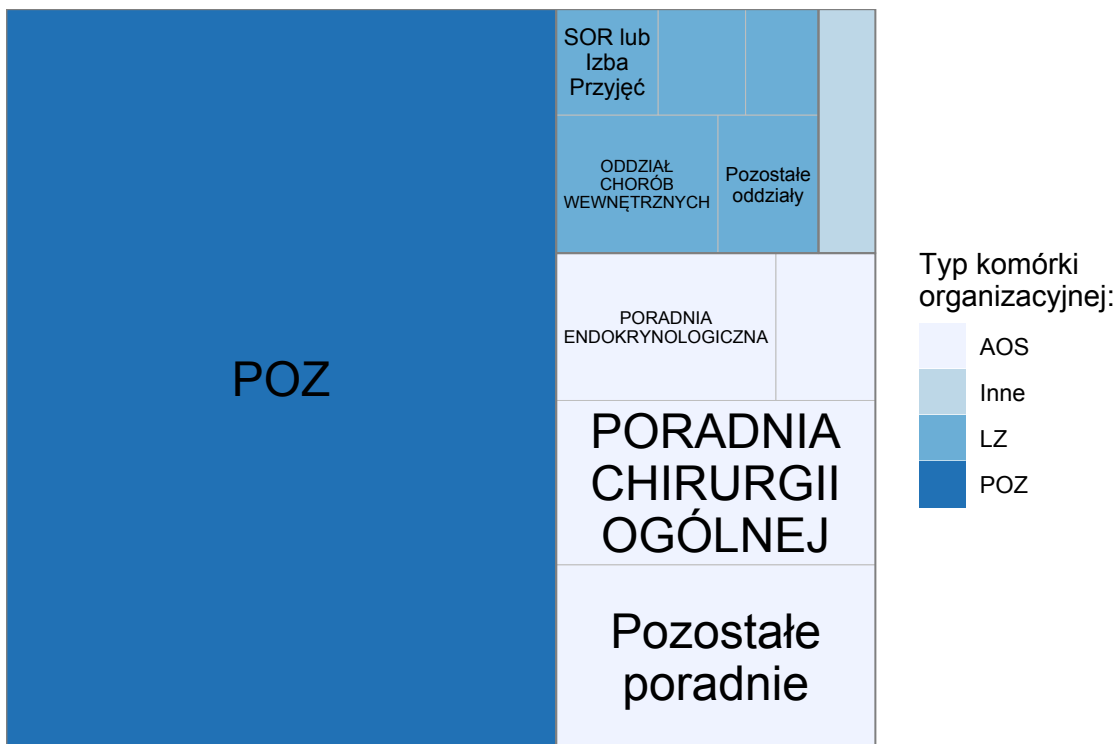 POZ
SOR lub
Izba
Przyjęć
ODDZIAŁ
CHORÓB
WEWNĘTRZNYCH
Pozostałe
oddziały
PORADNIA
ENDOKRYNOLOGICZNA
PORADNIA
CHIRURGII
OGÓLNEJ
Pozostałe
poradnie
Typ komórki
organizacyjnej:
AOS
Inne
LZ
POZ